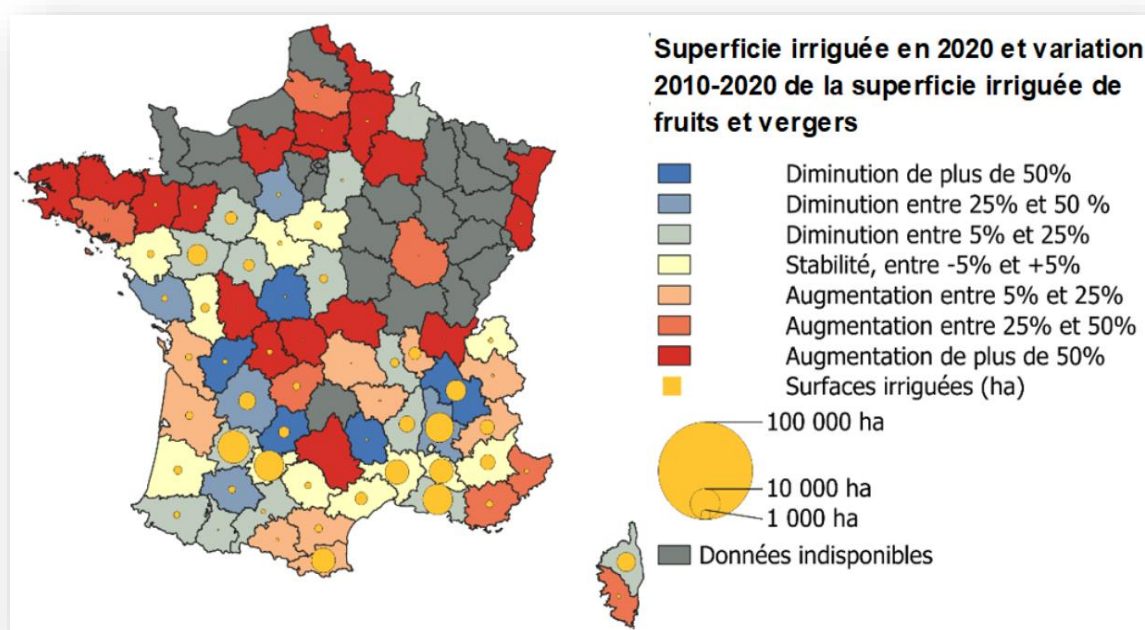 Superficie irriguée en 2020 et variation
2010-2020 de la superficie irriguée de
fruits et vergers
Diminution de plus de 50%
Diminution entre 25% et 50 %
Diminution entre 5% et 25%
Stabilité, entre -5% et +5%
Augmentation entre 5% et 25%
Augmentation entre 25% et 50%
Augmentation de plus de 50%
Surfaces irriguées (ha)
100 000 ha
10 000 ha
1 000 ha
Données indisponibles